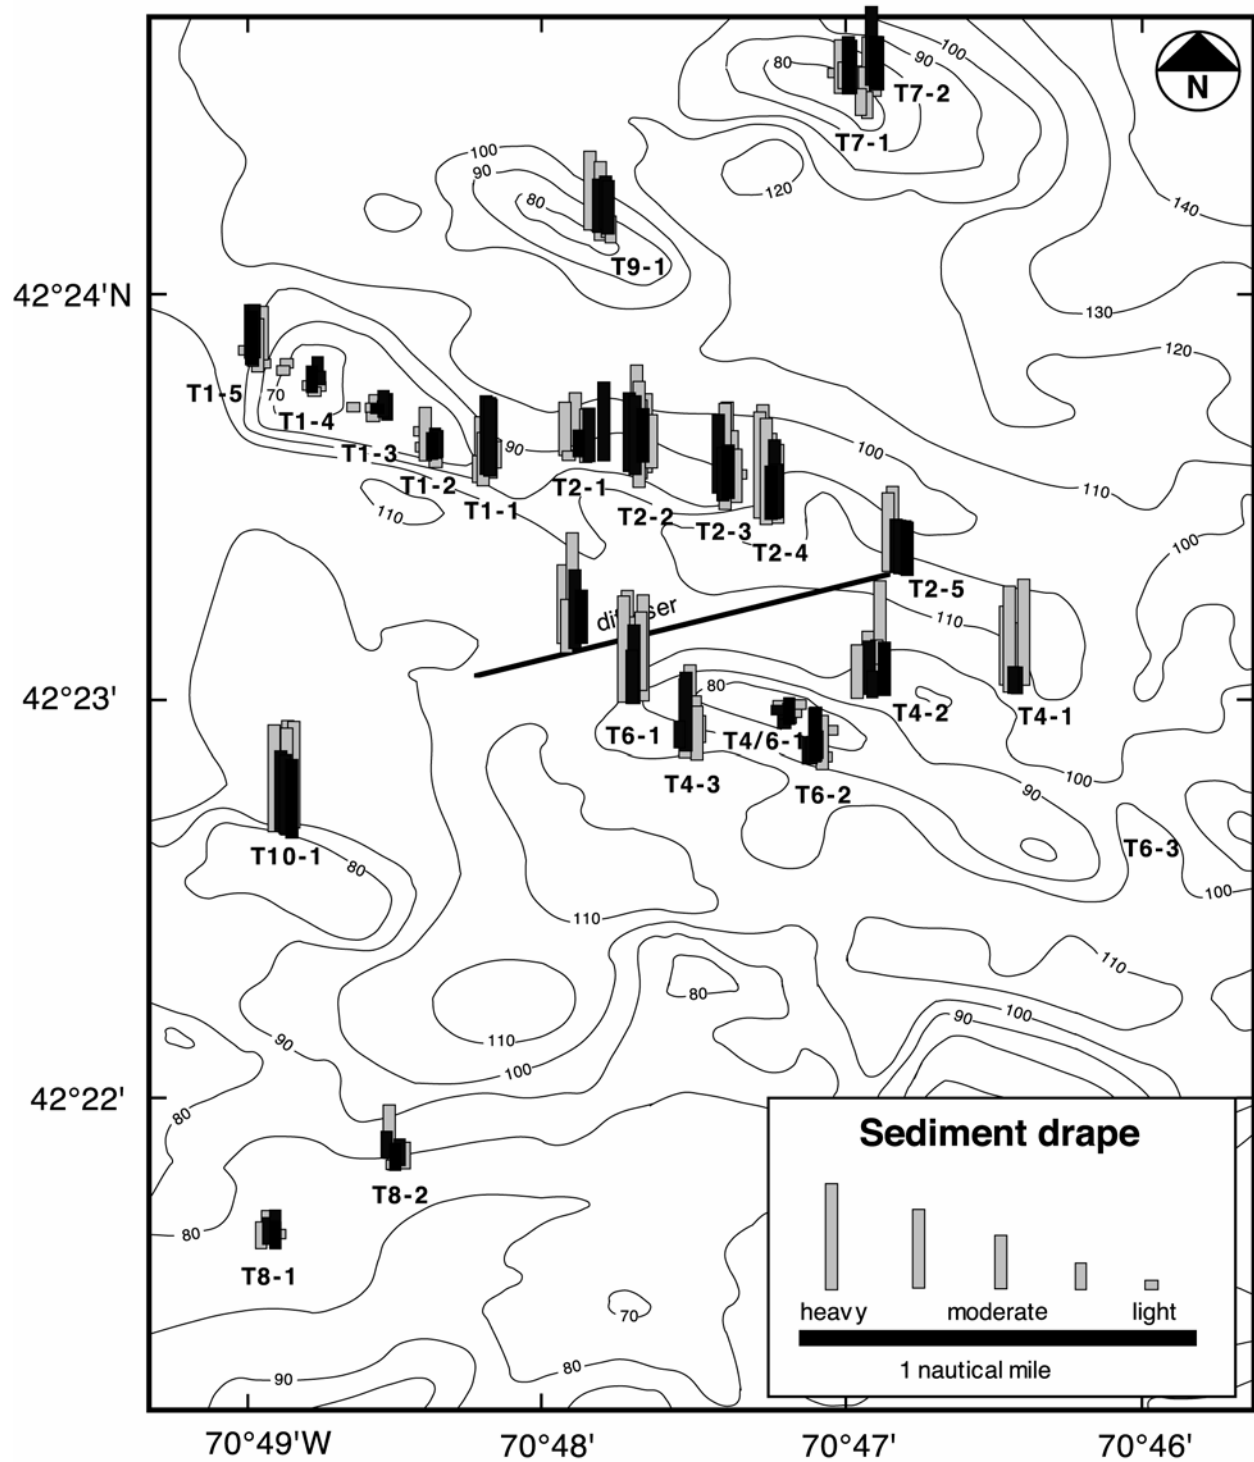 100
90
80
N
T7-2
T7-1
100
90
120
80
140
T9-1
42°24'N
130
120
T1-5
70
T1-4
90
100
T1-3
T1-2
T2-1
110
T1-1
110
T2-2
T2-3
T2-4
100
T2-5
diffuser
110
42°23'
80
T4-2
T4-1
T6-1
T4/6-1
T4-3
T6-2
100
90
T10-1
T6-3
80
100
110
110
80
100
90
90
110
100
42°22'
80
Sediment drape
T8-2
80
T8-1
heavy
moderate
light
70
1 nautical mile
80
90
70°49'W
70°48'
70°47'
70°46'